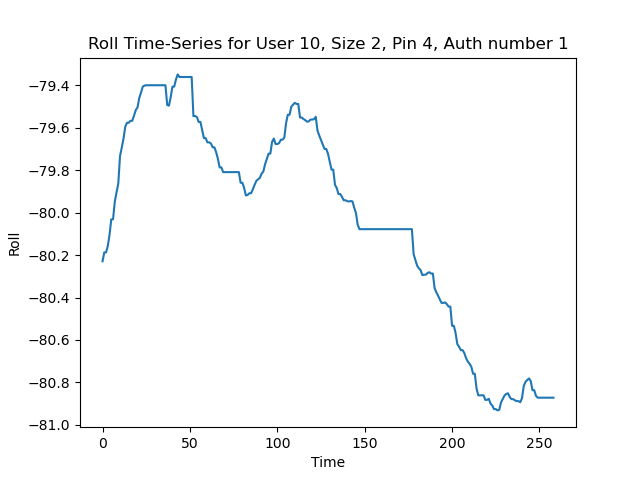 Roll Time-Series for User 10, Size 2, Pin 4, Auth number 1
−79.4
−79.6
−79.8
−80.0
−80.2
−80.4
−80.6
−80.8
−81.0
Roll
0 50 100 150 200 250
Time